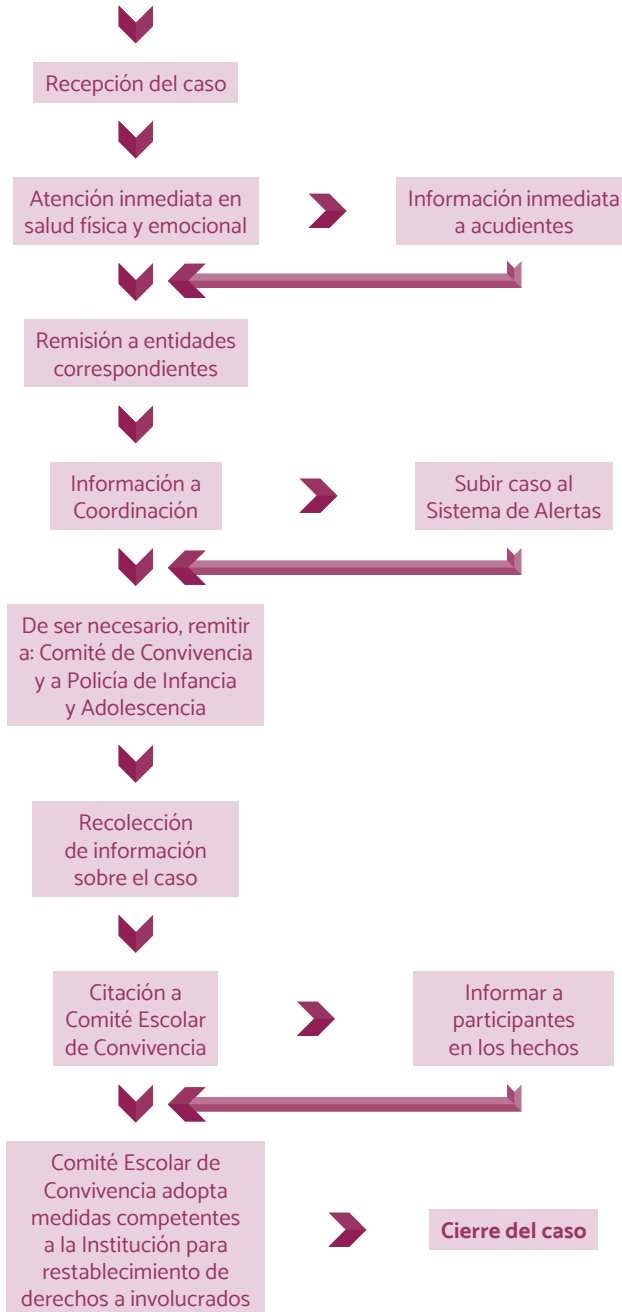 Recepción del caso
Atención inmediata en
salud física y emocional
Información inmediata
a acudientes
Remisión a entidades
correspondientes
Información a
Coordinación
Subir caso al
Sistema de Alertas
De ser necesario, remitir
a: Comité de Convivencia
y a Policía de Infancia
y Adolescencia
Recolección
de información
sobre el caso
Citación a
Comité Escolar
de Convivencia
Informar a
participantes
en los hechos
Comité Escolar de
Convivencia adopta
medidas competentes
a la Institución para
restablecimiento de
derechos a involucrados
Cierre del caso